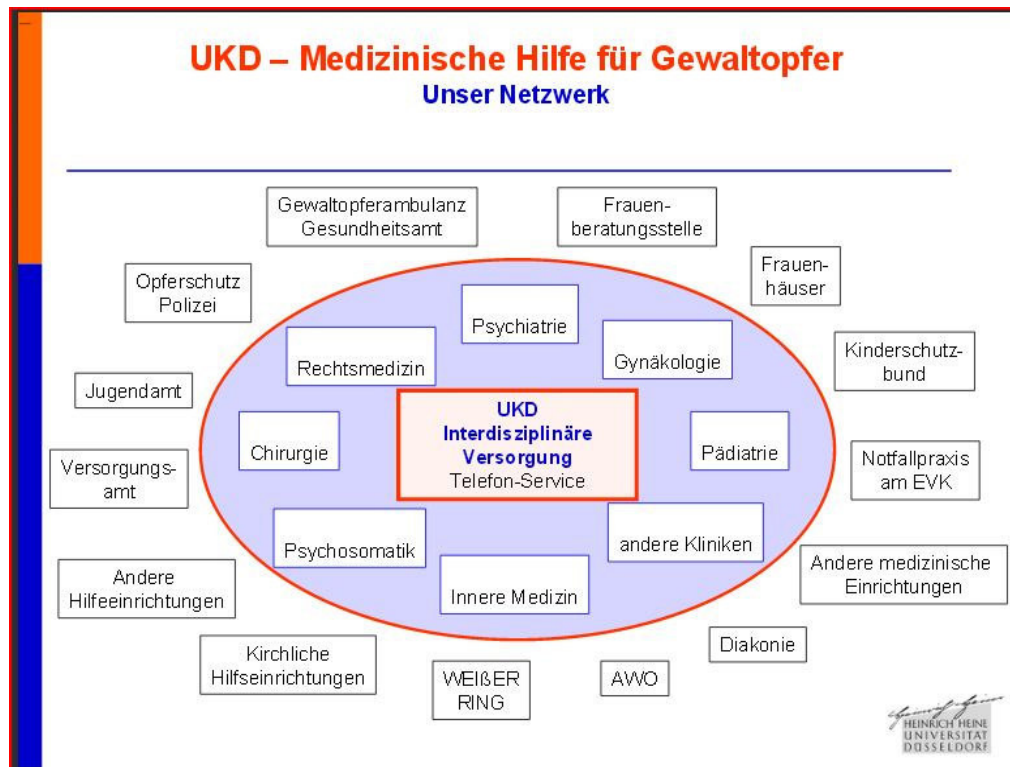 UKD – Medizinische Hilfe für Gewaltopfer
Unser Netzwerk
Gewaltopferambulanz
Gesundheitsamt
Frauen-
beratungsstelle
Opferschutz
Polizei
Frauen-
häuser
Psychiatrie
Rechtsmedizin
Gynäkologie
Kinderschutz-
bund
Jugendamt
UKD
Interdisziplinäre
Versorgung
Telefon-Service
Chirurgie
Pädiatrie
Versorgungs-
amt
Notfallpraxis
am EVK
Psychosomatik
andere Kliniken
Innere Medizin
Andere
Hilfeeinrichtungen
Andere medizinische
Einrichtungen
Kirchliche
Hilfseinrichtungen
WEIßER
RING
AWO
Diakonie
Heinrich Heine
HEINRICH HEINE
UNIVERSITÄT
DÜSSELDORF